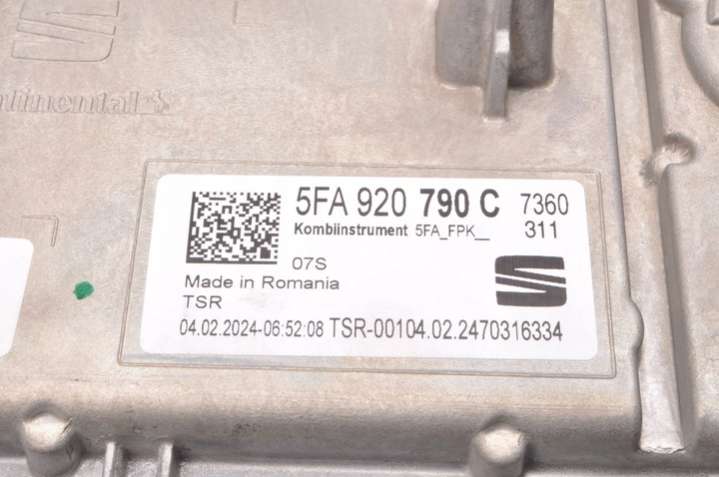 ntinental
5FA 920 790 C 7360
Kombiinstrument 5FA_FPK__ 311
07S
Made in Romania
TSR
04.02.2024-06:52:08 TSR-00104.02.2470316334